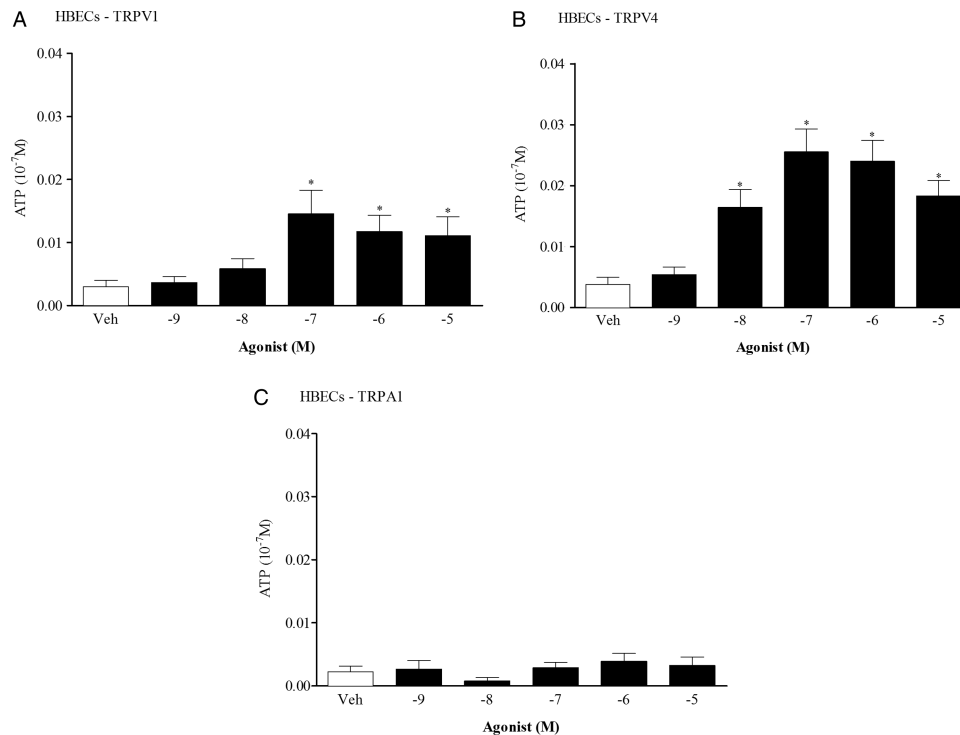 A HBECs - TRPV1
0.04
0.03
0.02
0.01
0.00
ATP (10⁻⁷M)
* * *
Veh -9 -8 -7 -6 -5
Agonist (M)
B HBECs - TRPV4
0.04
0.03
0.02
0.01
0.00
ATP (10⁻⁷M)
* * * *
Veh -9 -8 -7 -6 -5
Agonist (M)
C HBECs - TRPA1
0.04
0.03
0.02
0.01
0.00
ATP (10⁻⁷M)
Veh -9 -8 -7 -6 -5
Agonist (M)